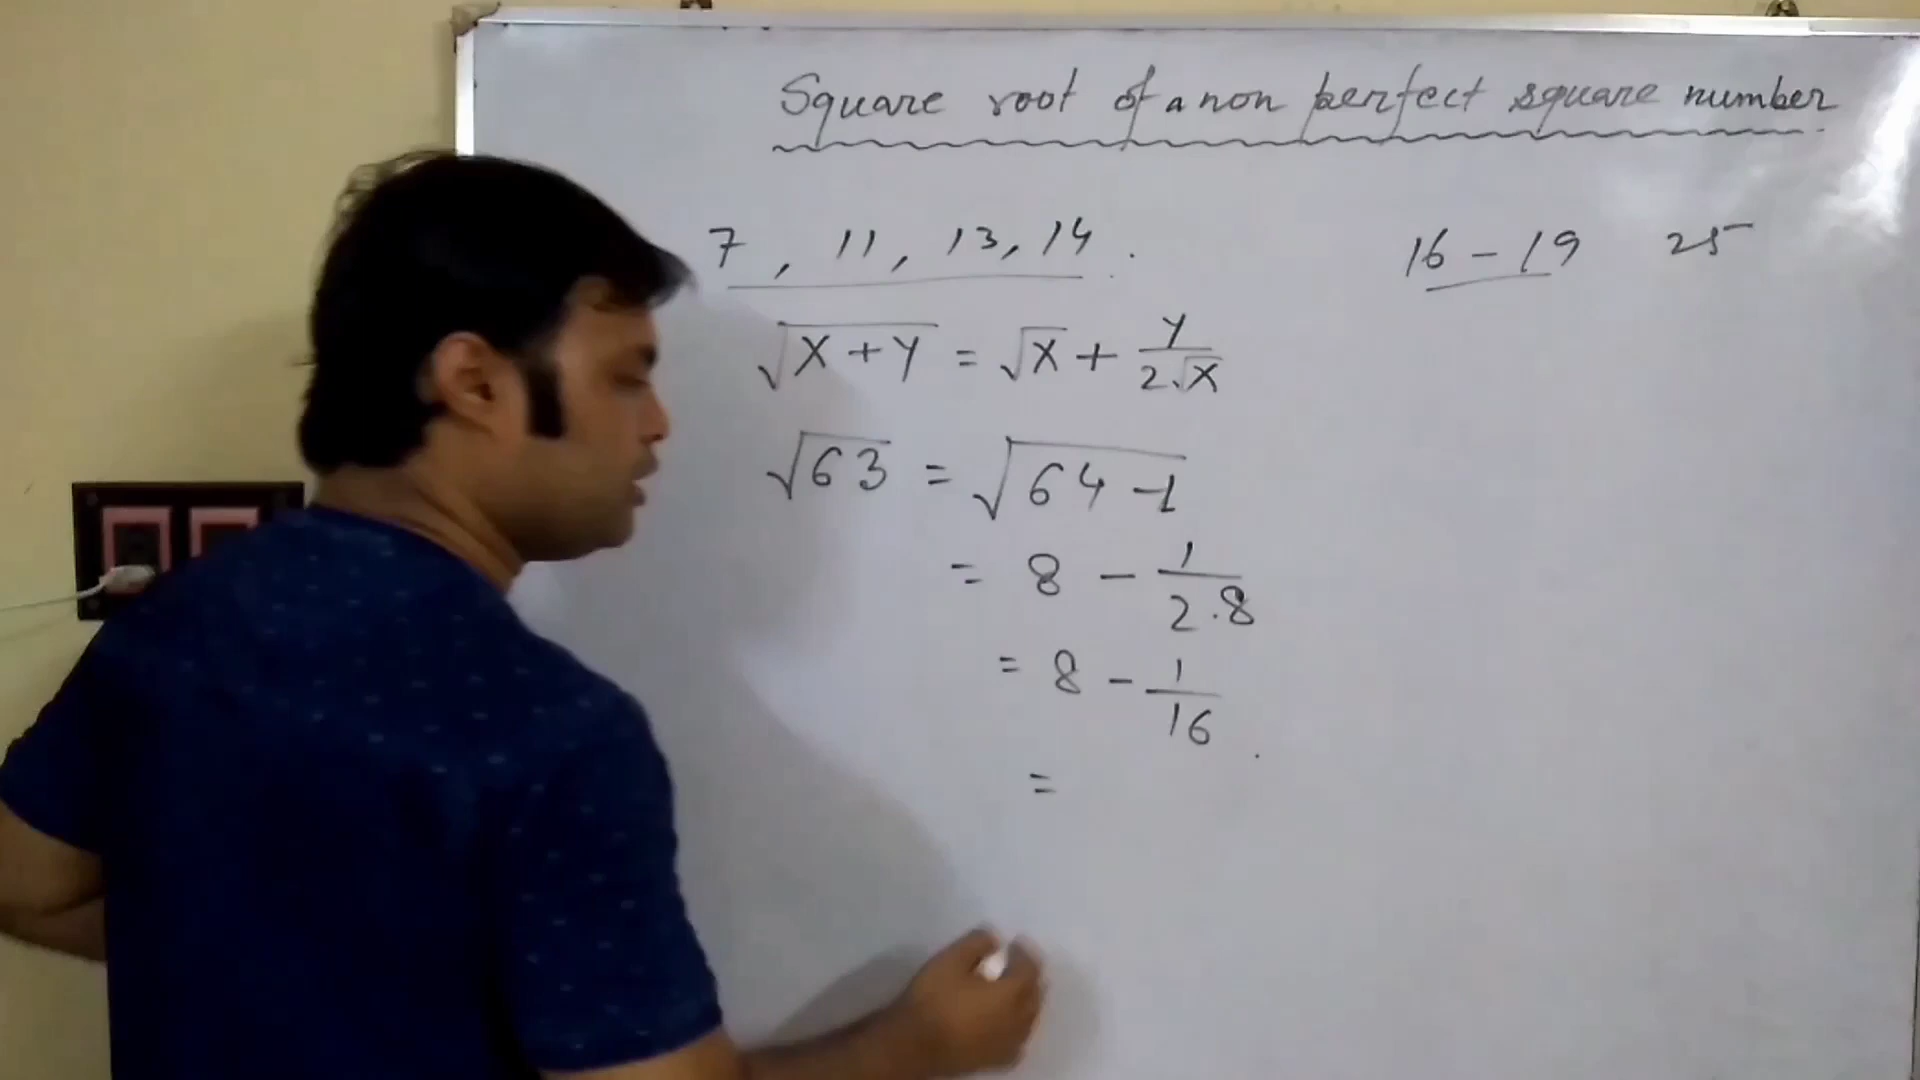 Square root of a non perfect square number
7 , 11 , 13, 14 .
16 - 19 25
√(X + Y) = √X + Y/(2.√X)
√63 = √(64 - 1)
= 8 - 1/(2.8)
= 8 - 1/16 .
=